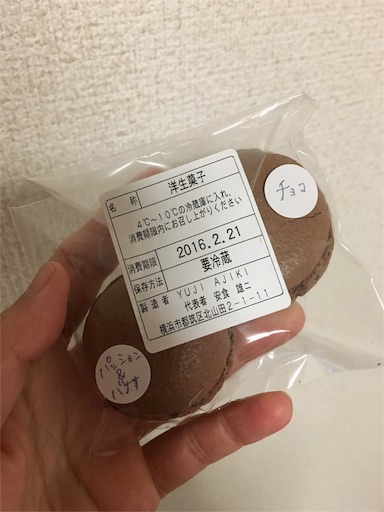 名　称　洋生菓子
4℃〜10℃の冷蔵庫に入れ、
消費期限内にお召し上がりください
消費期限　2016.2.21
保存方法　要冷蔵
製造者　YUJI AJIKI
代表者　安食　雄二
横浜市都筑区北山田2-1-11
チョコ